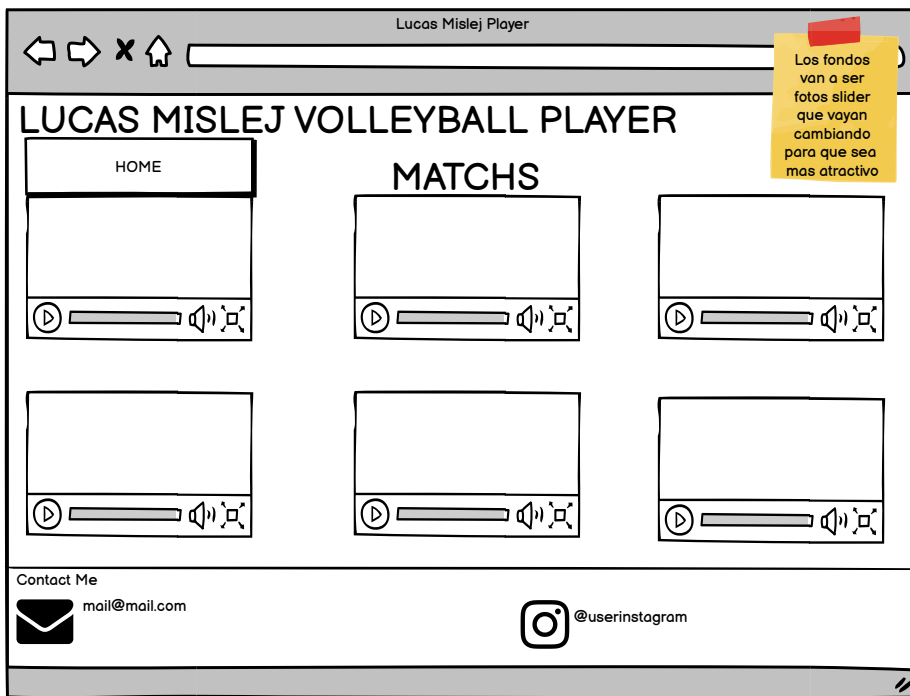 Lucas Mislej Player
Los fondos
van a ser
fotos slider
que vayan
cambiando
para que sea
mas atractivo
LUCAS MISLEJ VOLLEYBALL PLAYER
HOME
MATCHS
Contact Me
mail@mail.com
@userinstagram